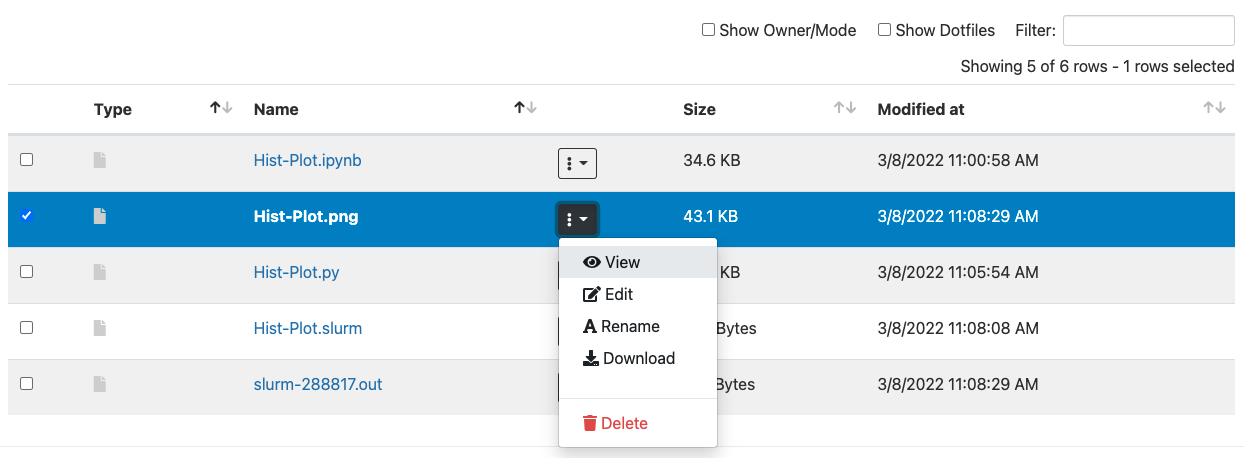 Show Owner/Mode Show Dotfiles Filter:
Showing 5 of 6 rows - 1 rows selected
Type Name Size Modified at
Hist-Plot.ipynb 34.6 KB 3/8/2022 11:00:58 AM
Hist-Plot.png 43.1 KB 3/8/2022 11:08:29 AM
View
Hist-Plot.py KB 3/8/2022 11:05:54 AM
Edit
Rename
Hist-Plot.slurm Bytes 3/8/2022 11:08:08 AM
Download
slurm-288817.out Bytes 3/8/2022 11:08:29 AM
Delete